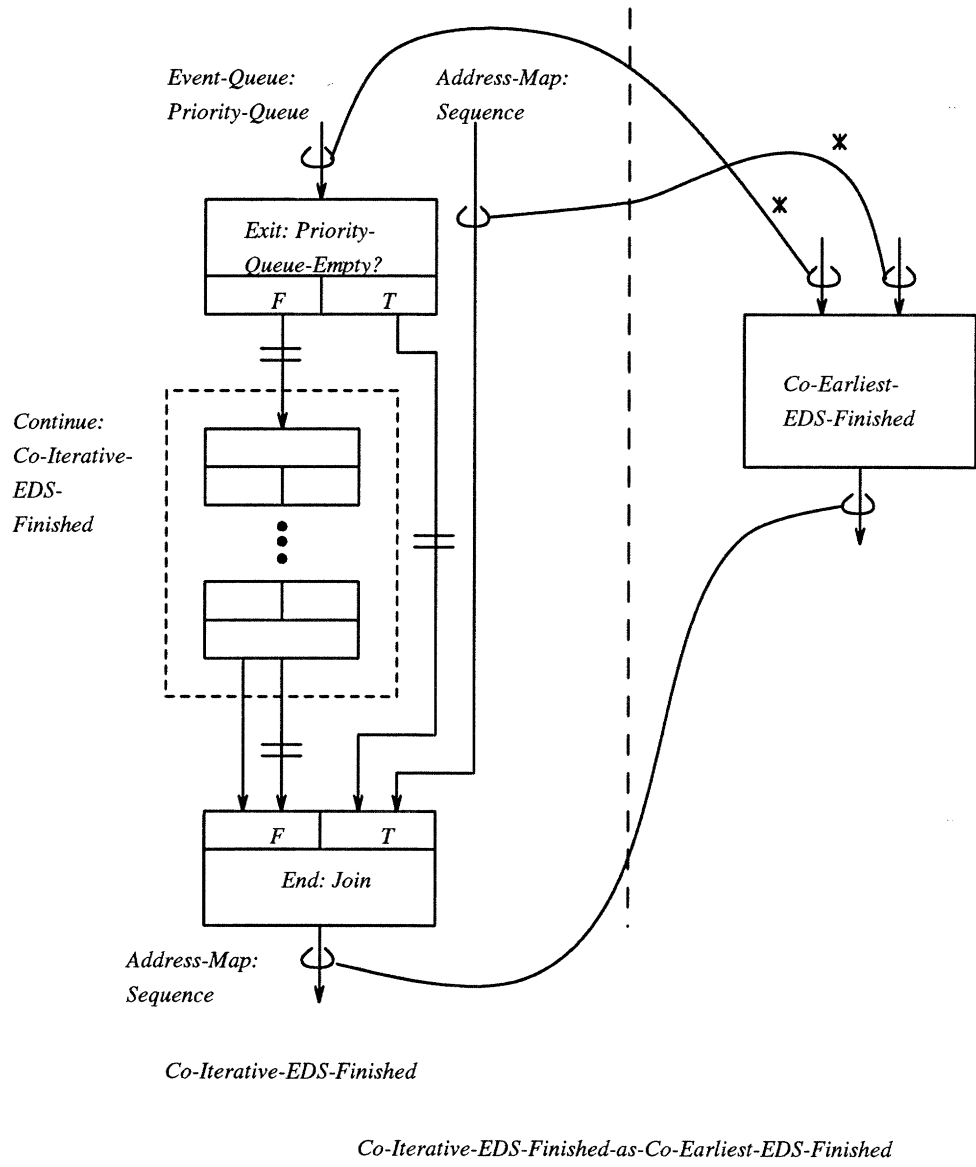 Event-Queue:
Priority-Queue
Address-Map:
Sequence
*
*
Exit: Priority-
Queue-Empty?
F
T
Co-Earliest-
EDS-Finished
Continue:
Co-Iterative-
EDS-
Finished
F
T
End: Join
Address-Map:
Sequence
Co-Iterative-EDS-Finished
Co-Iterative-EDS-Finished-as-Co-Earliest-EDS-Finished